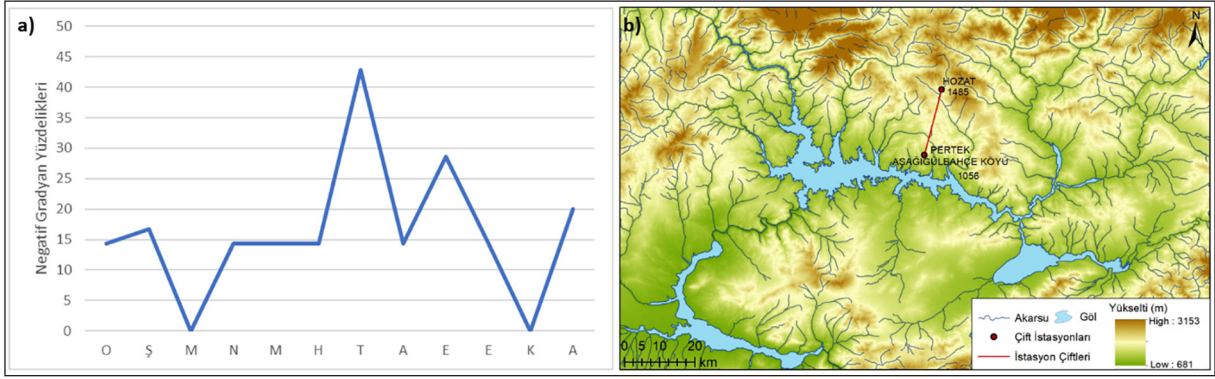 a)
Negatif Gradyan Yüzdelikleri
50
45
40
35
30
25
20
15
10
5
0
O Ş M N M H T A E E K A
b)
N
HOZAT
1485
PERTEK
AŞAĞIGÜLBAHÇE KÖYÜ
1056
Akarsu Göl
Çift İstasyonları
İstasyon Çiftleri
Yükselti (m)
High : 3153
Low : 681
0 5 10 20
km